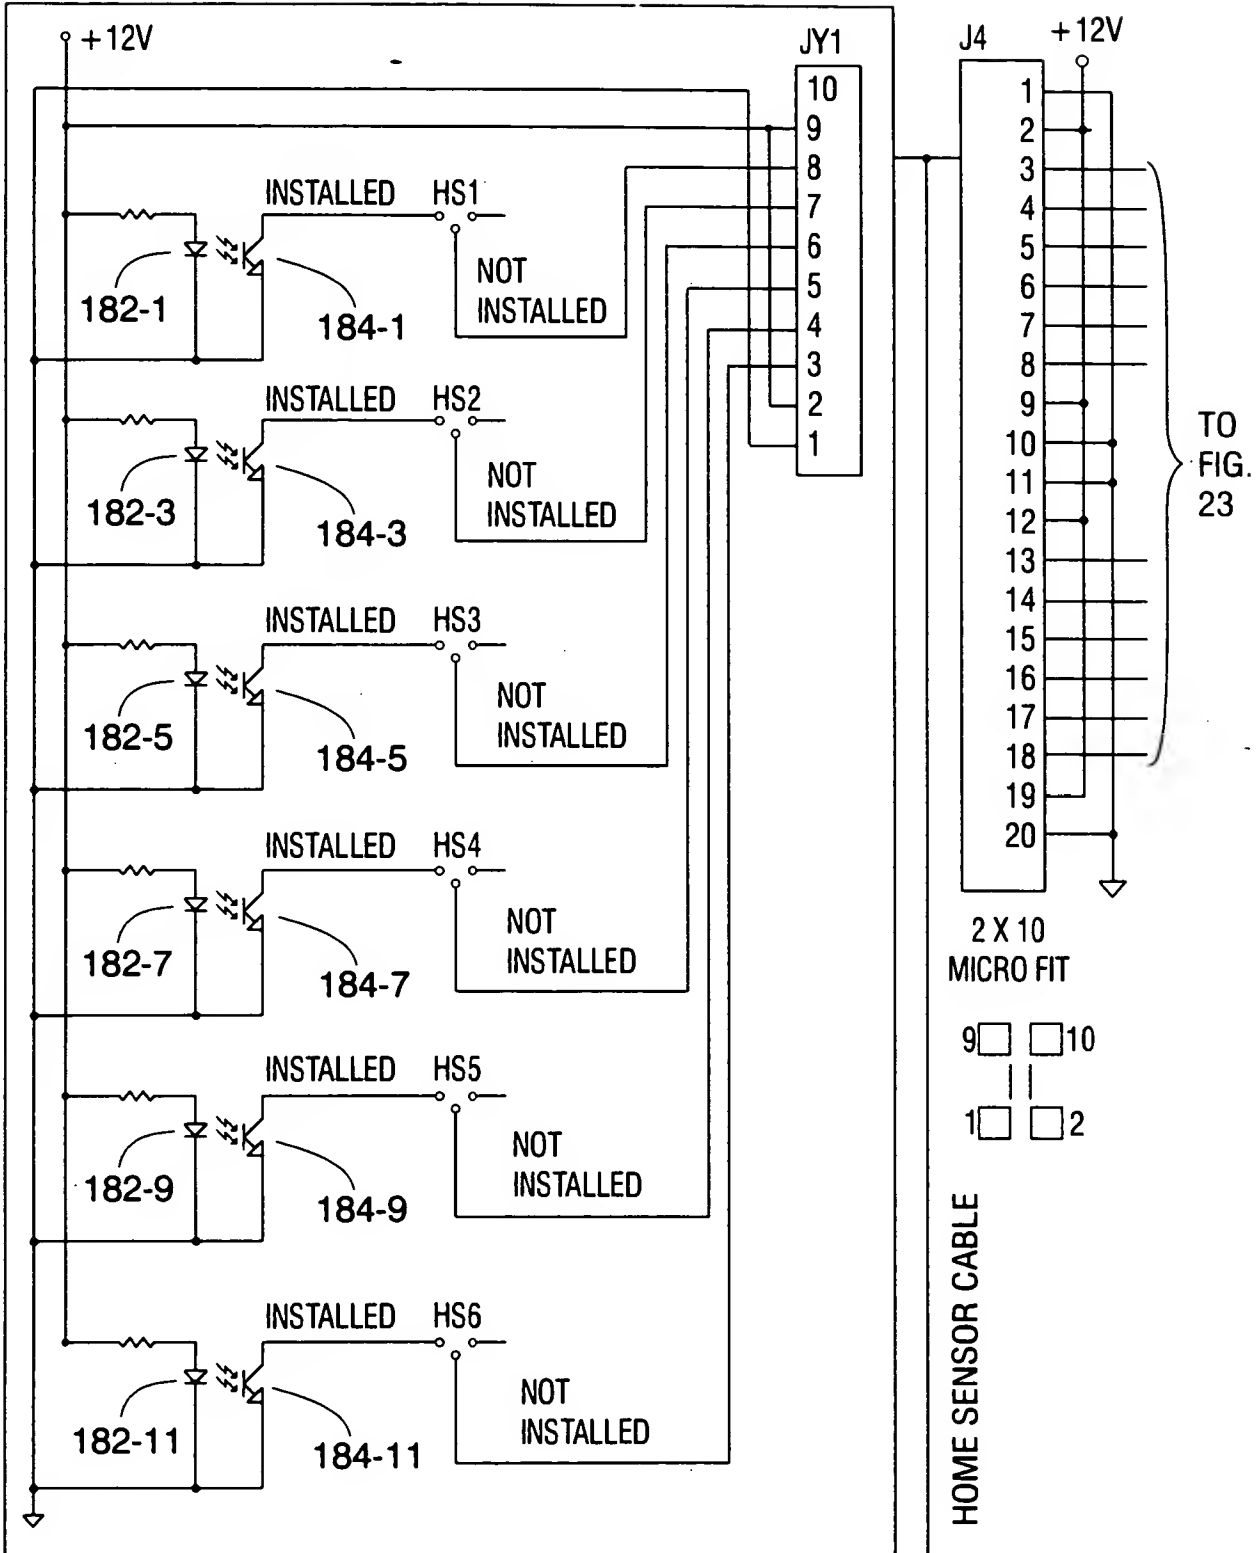 +12V
JY1
10
9
8
7
6
5
4
3
2
1
INSTALLED HS1
NOT
INSTALLED
182-1
184-1
INSTALLED HS2
NOT
INSTALLED
182-3
184-3
INSTALLED HS3
NOT
INSTALLED
182-5
184-5
INSTALLED HS4
NOT
INSTALLED
182-7
184-7
INSTALLED HS5
NOT
INSTALLED
182-9
184-9
INSTALLED HS6
NOT
INSTALLED
182-11
184-11
J4
+12V
1
2
3
4
5
6
7
8
9
10
11
12
13
14
15
16
17
18
19
20
TO
FIG.
23
2 X 10
MICRO FIT
9 10
1 2
HOME SENSOR CABLE